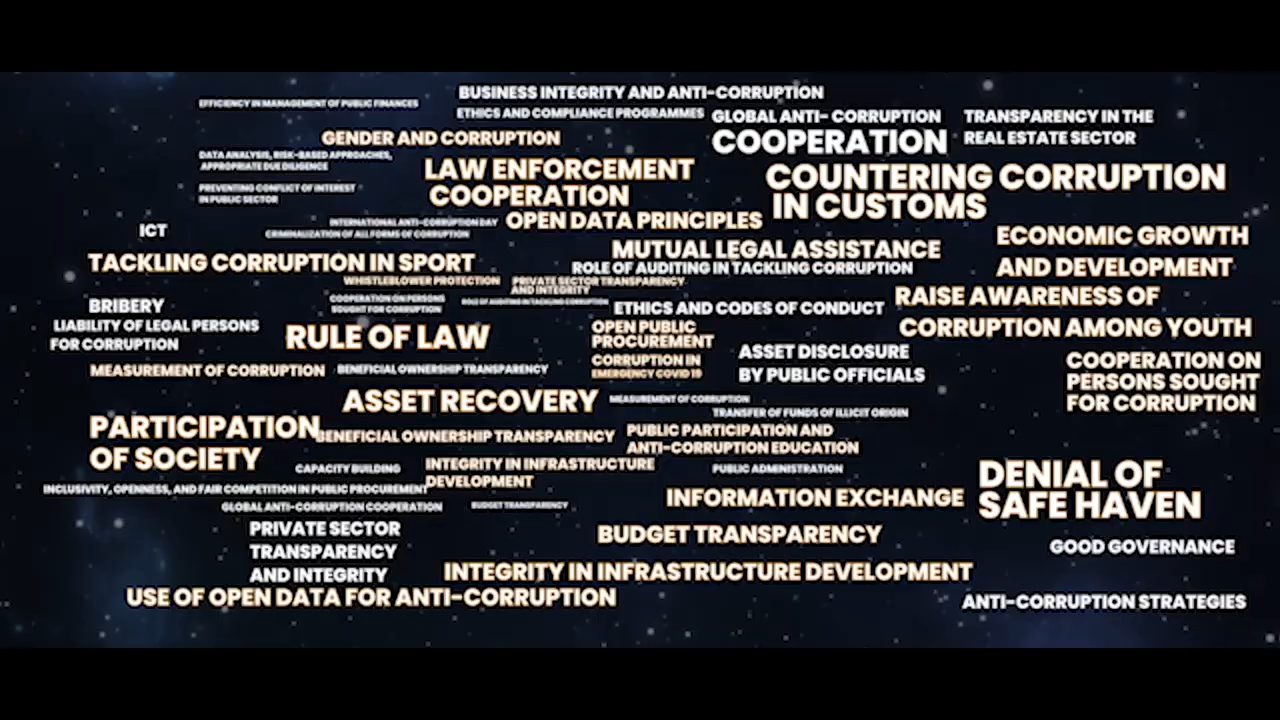 BUSINESS INTEGRITY AND ANTI-CORRUPTION
EFFICIENCY IN MANAGEMENT OF PUBLIC FINANCES
ETHICS AND COMPLIANCE PROGRAMMES
GLOBAL ANTI- CORRUPTION
COOPERATION
TRANSPARENCY IN THE
REAL ESTATE SECTOR
GENDER AND CORRUPTION
DATA ANALYSIS, RISK-BASED APPROACHES,
APPROPRIATE DUE DILIGENCE
LAW ENFORCEMENT
COOPERATION
COUNTERING CORRUPTION
IN CUSTOMS
PREVENTING CONFLICT OF INTEREST
IN PUBLIC SECTOR
INTERNATIONAL ANTI-CORRUPTION DAY
OPEN DATA PRINCIPLES
ICT
CRIMINALIZATION OF ALL FORMS OF CORRUPTION
MUTUAL LEGAL ASSISTANCE
ECONOMIC GROWTH
AND DEVELOPMENT
TACKLING CORRUPTION IN SPORT
ROLE OF AUDITING IN TACKLING CORRUPTION
WHISTLEBLOWER PROTECTION
PRIVATE SECTOR TRANSPARENCY
AND INTEGRITY
COOPERATION ON PERSONS
SOUGHT FOR CORRUPTION
ROLE OF AUDITING IN TACKLING CORRUPTION
BRIBERY
ETHICS AND CODES OF CONDUCT
RAISE AWARENESS OF
CORRUPTION AMONG YOUTH
LIABILITY OF LEGAL PERSONS
FOR CORRUPTION
RULE OF LAW
OPEN PUBLIC
PROCUREMENT
CORRUPTION IN
EMERGENCY COVID 19
ASSET DISCLOSURE
BY PUBLIC OFFICIALS
COOPERATION ON
PERSONS SOUGHT
FOR CORRUPTION
MEASUREMENT OF CORRUPTION
BENEFICIAL OWNERSHIP TRANSPARENCY
ASSET RECOVERY
MEASUREMENT OF CORRUPTION
TRANSFER OF FUNDS OF ILLICIT ORIGIN
PARTICIPATION
OF SOCIETY
BENEFICIAL OWNERSHIP TRANSPARENCY
PUBLIC PARTICIPATION AND
ANTI-CORRUPTION EDUCATION
CAPACITY BUILDING
INTEGRITY IN INFRASTRUCTURE
DEVELOPMENT
PUBLIC ADMINISTRATION
DENIAL OF
SAFE HAVEN
INCLUSIVITY, OPENNESS, AND FAIR COMPETITION IN PUBLIC PROCUREMENT
INFORMATION EXCHANGE
GLOBAL ANTI-CORRUPTION COOPERATION
BUDGET TRANSPARENCY
PRIVATE SECTOR
TRANSPARENCY
AND INTEGRITY
BUDGET TRANSPARENCY
GOOD GOVERNANCE
INTEGRITY IN INFRASTRUCTURE DEVELOPMENT
USE OF OPEN DATA FOR ANTI-CORRUPTION
ANTI-CORRUPTION STRATEGIES